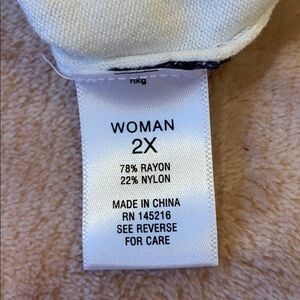 WOMAN
2X
78% RAYON
22% NYLON
MADE IN CHINA
RN 145216
SEE REVERSE
FOR CARE